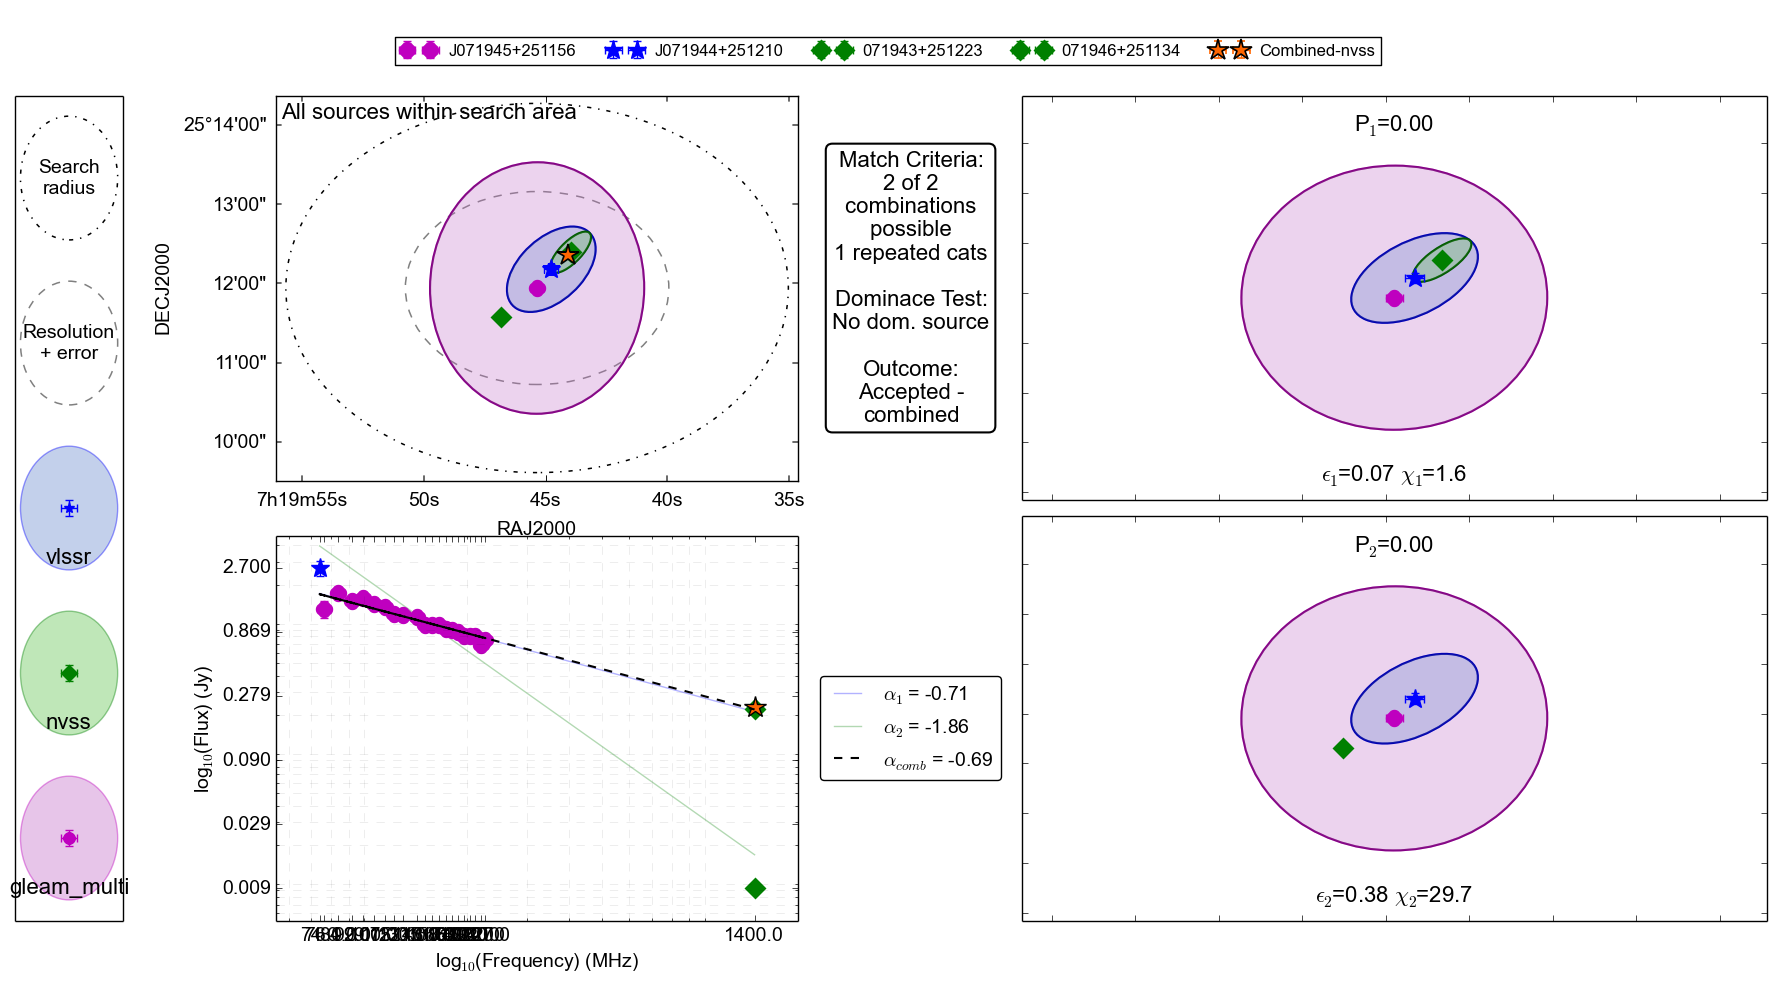 J071945+251156 J071944+251210 071943+251223 071946+251134 Combined-nvss
Search
radius
Resolution
+ error
vlssr
nvss
gleam_multi
All sources within search area
25°14'00"
13'00"
12'00"
11'00"
10'00"
DECJ2000
7h19m55s 50s 45s 40s 35s
RAJ2000
Match Criteria:
2 of 2
combinations
possible
1 repeated cats
Dominace Test:
No dom. source
Outcome:
Accepted -
combined
P1=0.00
ϵ1=0.07 χ1=1.6
2.700
0.869
0.279
0.090
0.029
0.009
log10(Flux) (Jy)
1400.0
log10(Frequency) (MHz)
α1 = -0.71
α2 = -1.86
αcomb = -0.69
P2=0.00
ϵ2=0.38 χ2=29.7